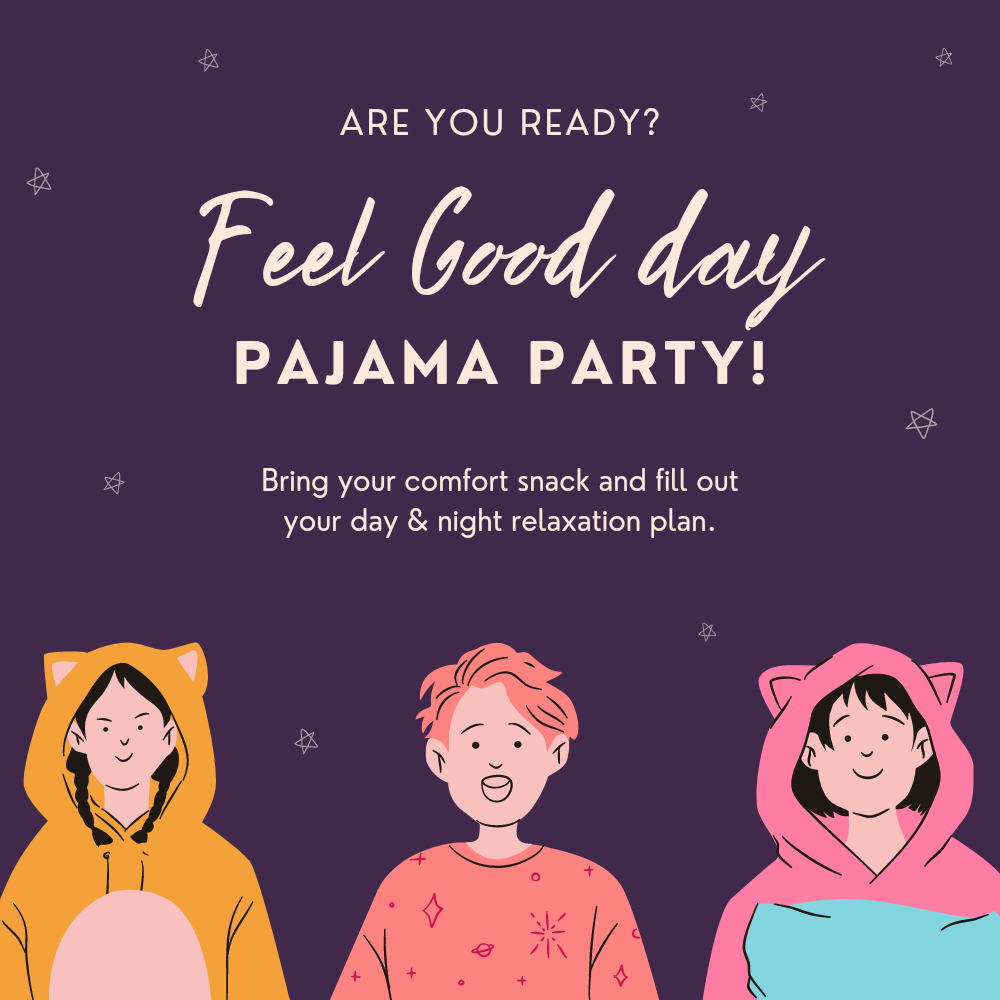 ARE YOU READY?
Feel Good day
PAJAMA PARTY!
Bring your comfort snack and fill out
your day & night relaxation plan.